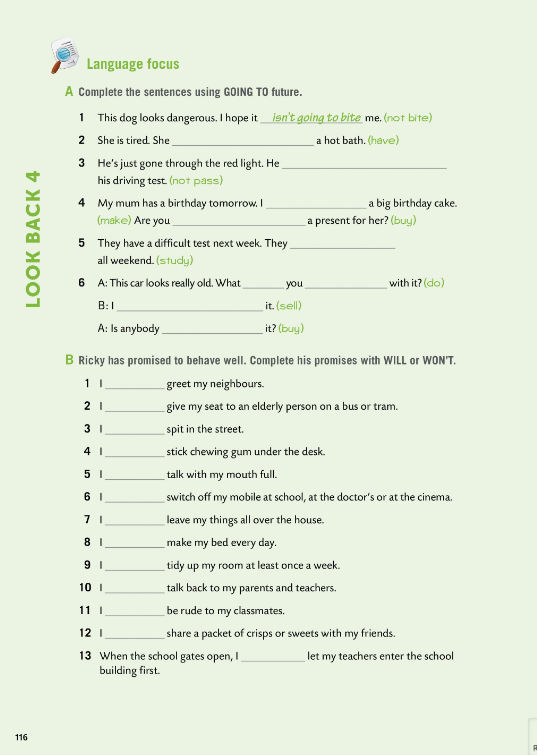 Language focus
A Complete the sentences using GOING TO future.
1 This dog looks dangerous. I hope it isn't going to bite me. (not bite)
2 She is tired. She ____________ a hot bath. (have)
3 He's just gone through the red light. He ____________
his driving test. (not pass)
4 My mum has a birthday tomorrow. I ____________ a big birthday cake.
(make) Are you ____________ a present for her? (buy)
5 They have a difficult test next week. They ____________
all weekend. (study)
6 A: This car looks really old. What ______ you ____________ with it? (do)
B: I ____________ it. (sell)
A: Is anybody ____________ it? (buy)
LOOK BACK 4
B Ricky has promised to behave well. Complete his promises with WILL or WON'T.
1 I __________ greet my neighbours.
2 I __________ give my seat to an elderly person on a bus or tram.
3 I __________ spit in the street.
4 I __________ stick chewing gum under the desk.
5 I __________ talk with my mouth full.
6 I __________ switch off my mobile at school, at the doctor's or at the cinema.
7 I __________ leave my things all over the house.
8 I __________ make my bed every day.
9 I __________ tidy up my room at least once a week.
10 I __________ talk back to my parents and teachers.
11 I __________ be rude to my classmates.
12 I __________ share a packet of crisps or sweets with my friends.
13 When the school gates open, I __________ let my teachers enter the school
building first.
116
R